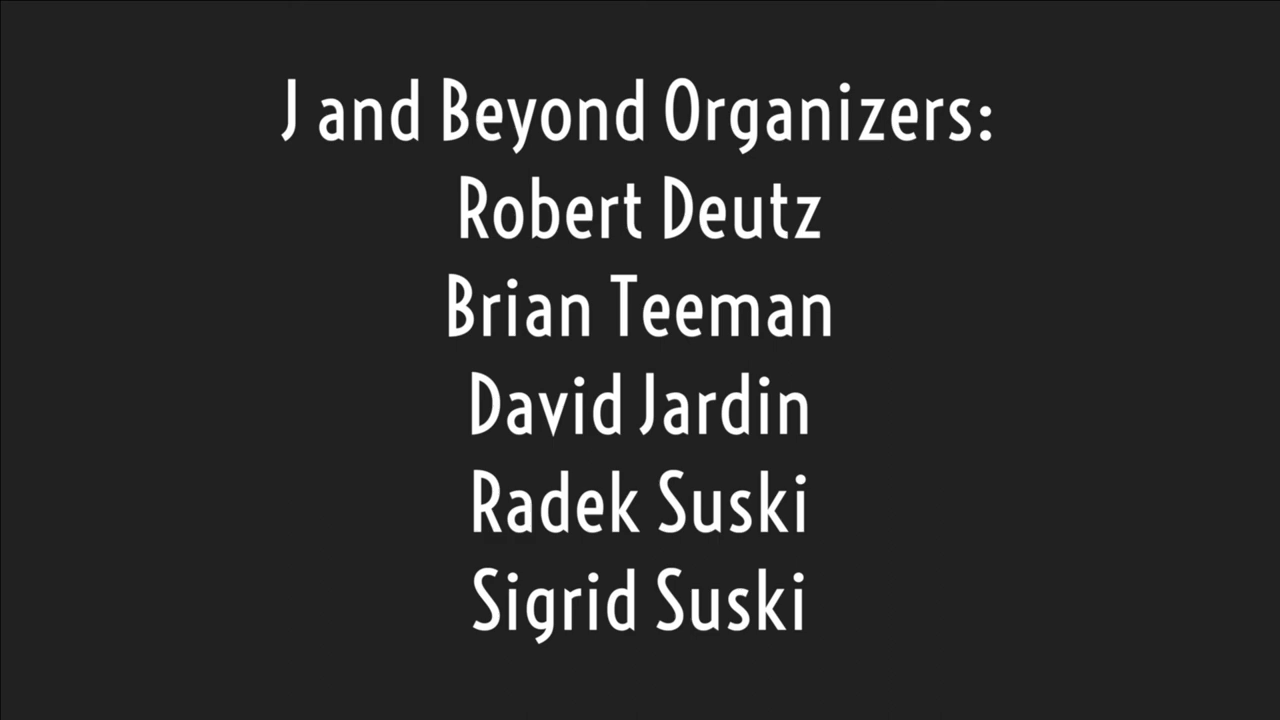 J and Beyond Organizers:
Robert Deutz
Brian Teeman
David Jardin
Radek Suski
Sigrid Suski